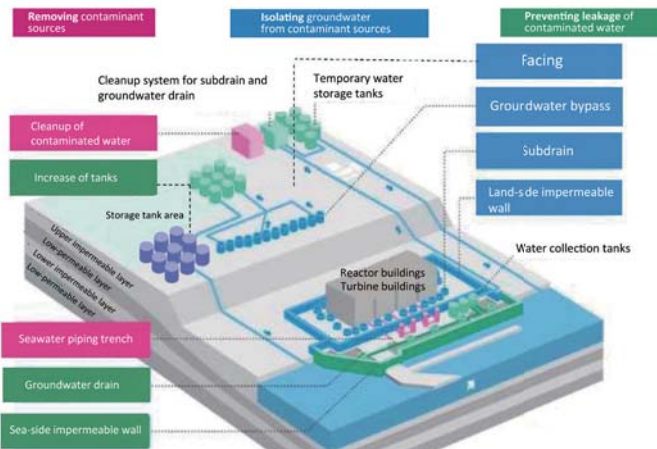 Removing contaminant
sources
Isolating groundwater
from contaminant sources
Preventing leakage of
contaminated water
Facing
Cleanup system for subdrain and
groundwater drain
Temporary water
storage tanks
Groundwater bypass
Cleanup of
contaminated water
Subdrain
Increase of tanks
Land-side impermeable
wall
Storage tank area
Water collection tanks
Upper impermeable layer
Low-permeable layer
Lower impermeable layer
Low-permeable layer
Reactor buildings
Turbine buildings
Seawater piping trench
Groundwater drain
Sea-side impermeable wall